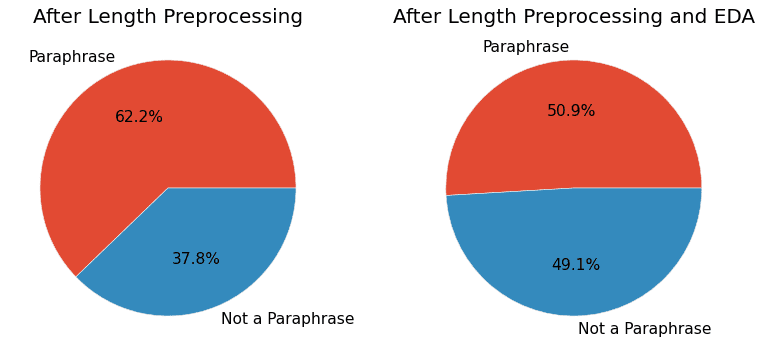 After Length Preprocessing
Paraphrase
62.2%
37.8%
Not a Paraphrase
After Length Preprocessing and EDA
Paraphrase
50.9%
49.1%
Not a Paraphrase